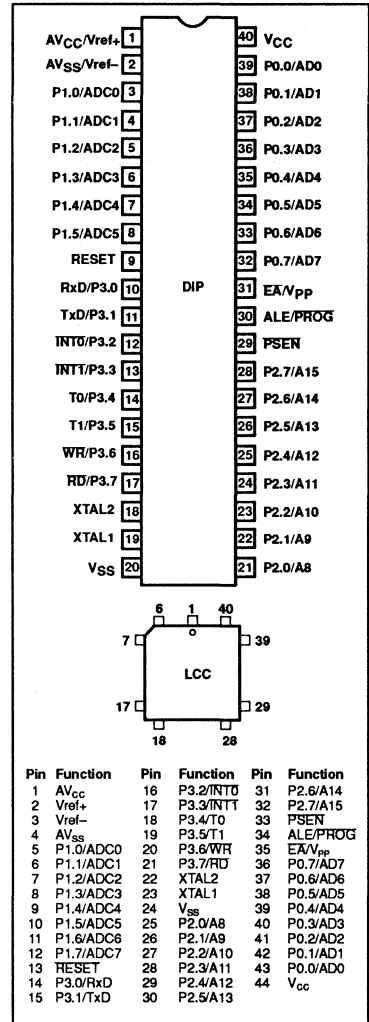 AVCC/Vref+ 1 40 VCC
AVSS/Vref– 2 39 P0.0/AD0
P1.0/ADC0 3 38 P0.1/AD1
P1.1/ADC1 4 37 P0.2/AD2
P1.2/ADC2 5 36 P0.3/AD3
P1.3/ADC3 6 35 P0.4/AD4
P1.4/ADC4 7 34 P0.5/AD5
P1.5/ADC5 8 33 P0.6/AD6
RESET 9 32 P0.7/AD7
RxD/P3.0 10 DIP 31 EA/VPP
TxD/P3.1 11 30 ALE/PROG
INT0/P3.2 12 29 PSEN
INT1/P3.3 13 28 P2.7/A15
T0/P3.4 14 27 P2.6/A14
T1/P3.5 15 26 P2.5/A13
WR/P3.6 16 25 P2.4/A12
RD/P3.7 17 24 P2.3/A11
XTAL2 18 23 P2.2/A10
XTAL1 19 22 P2.1/A9
VSS 20 21 P2.0/A8
6 1 40
7 39
LCC
17 29
18 28
Pin Function Pin Function Pin Function
1 AVCC 16 P3.2/INT0 31 P2.6/A14
2 Vref+ 17 P3.3/INT1 32 P2.7/A15
3 Vref– 18 P3.4/T0 33 PSEN
4 AVSS 19 P3.5/T1 34 ALE/PROG
5 P1.0/ADC0 20 P3.6/WR 35 EA/VPP
6 P1.1/ADC1 21 P3.7/RD 36 P0.7/AD7
7 P1.2/ADC2 22 XTAL2 37 P0.6/AD6
8 P1.3/ADC3 23 XTAL1 38 P0.5/AD5
9 P1.4/ADC4 24 VSS 39 P0.4/AD4
10 P1.5/ADC5 25 P2.0/A8 40 P0.3/AD3
11 P1.6/ADC6 26 P2.1/A9 41 P0.2/AD2
12 P1.7/ADC7 27 P2.2/A10 42 P0.1/AD1
13 RESET 28 P2.3/A11 43 P0.0/AD0
14 P3.0/RxD 29 P2.4/A12 44 VCC
15 P3.1/TxD 30 P2.5/A13